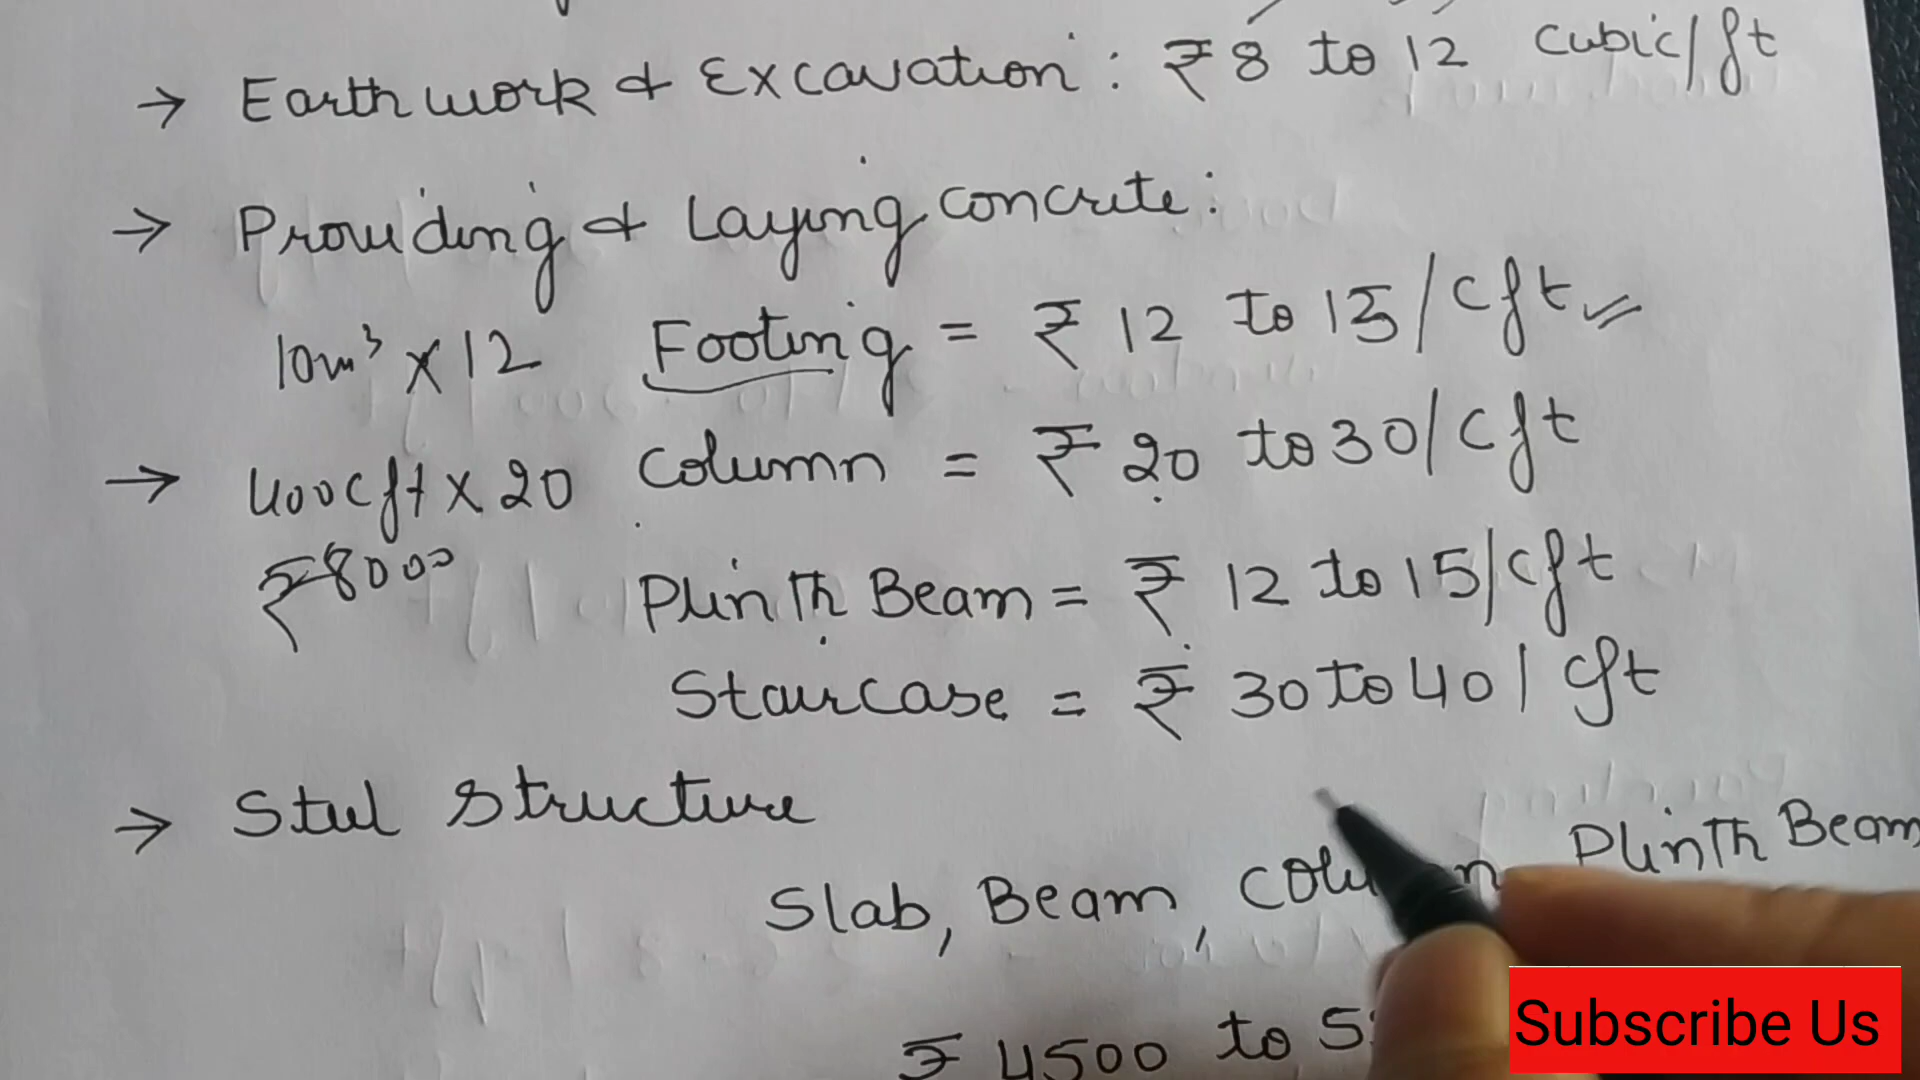 → Earthwork & Excavation: ₹ 8 to 12 cubic/ft
→ Providing & Laying concrete:
10m³ x 12 Footing = ₹ 12 to 15/cft
→ 400cft x 20 Column = ₹ 20 to 30/cft
₹8000 Plinth Beam = ₹ 12 to 15/cft
Staircase = ₹ 30 to 40/cft
→ Steel Structure
Slab, Beam, Column, Plinth Beam
₹ 4500 to
Subscribe Us